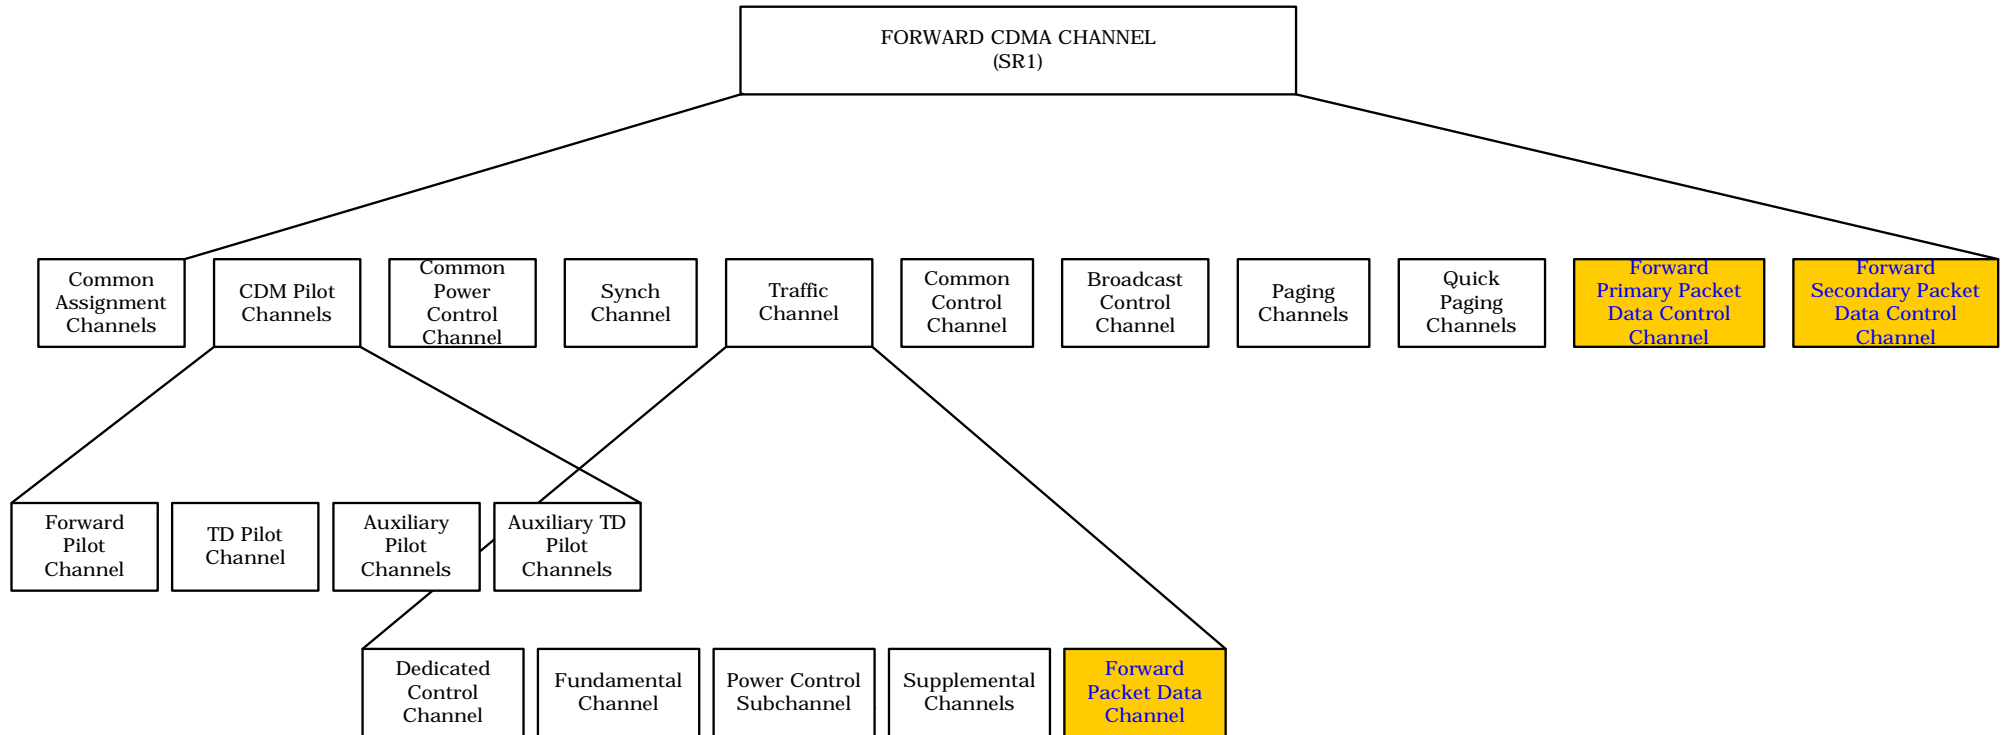 FORWARD CDMA CHANNEL
(SR1)
Common
Assignment
Channels
CDM Pilot
Channels
Common
Power
Control
Channel
Synch
Channel
Traffic
Channel
Common
Control
Channel
Broadcast
Control
Channel
Paging
Channels
Quick
Paging
Channels
Forward
Primary Packet
Data Control
Channel
Forward
Secondary Packet
Data Control
Channel
Forward
Pilot
Channel
TD Pilot
Channel
Auxiliary
Pilot
Channels
Auxiliary TD
Pilot
Channels
Dedicated
Control
Channel
Fundamental
Channel
Power Control
Subchannel
Supplemental
Channels
Forward
Packet Data
Channel